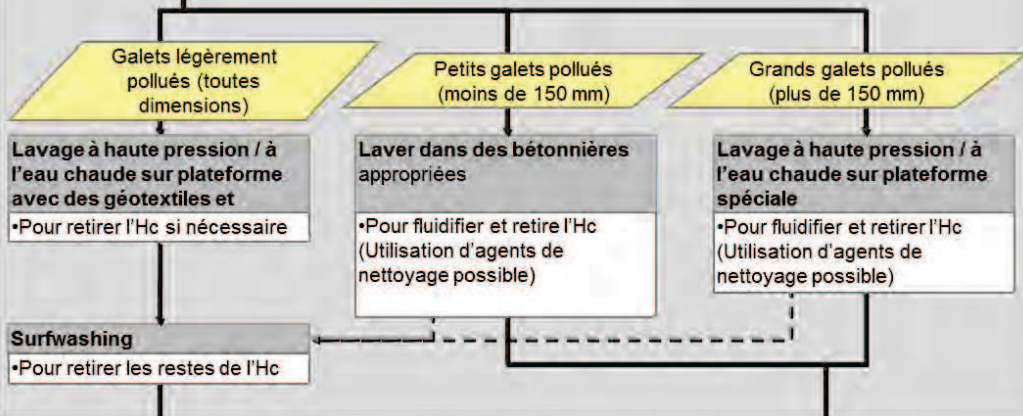 Galets légèrement
pollués (toutes
dimensions)
Petits galets pollués
(moins de 150 mm)
Grands galets pollués
(plus de 150 mm)
Lavage à haute pression / à
l'eau chaude sur plateforme
avec des géotextiles et
•Pour retirer l'Hc si nécessaire
Laver dans des bétonnières
appropriées
•Pour fluidifier et retire l'Hc
(Utilisation d'agents de
nettoyage possible)
Lavage à haute pression / à
l'eau chaude sur plateforme
spéciale
•Pour fluidifier et retirer l'Hc
(Utilisation d'agents de
nettoyage possible)
Surfwashing
•Pour retirer les restes de l'Hc